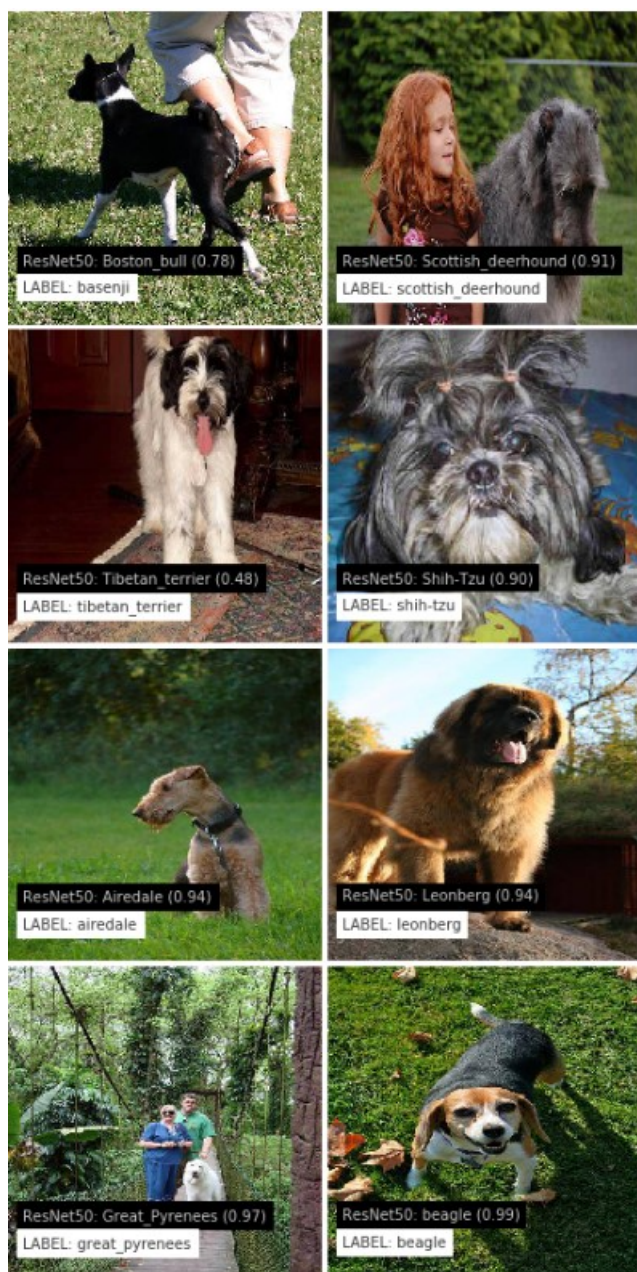 ResNet50: Boston_bull (0.78)
LABEL: basenji
ResNet50: Scottish_deerhound (0.91)
LABEL: scottish_deerhound
ResNet50: Tibetan_terrier (0.48)
LABEL: tibetan_terrier
ResNet50: Shih-Tzu (0.90)
LABEL: shih-tzu
ResNet50: Airedale (0.94)
LABEL: airedale
ResNet50: Leonberg (0.94)
LABEL: leonberg
ResNet50: Great_Pyrenees (0.97)
LABEL: great_pyrenees
ResNet50: beagle (0.99)
LABEL: beagle